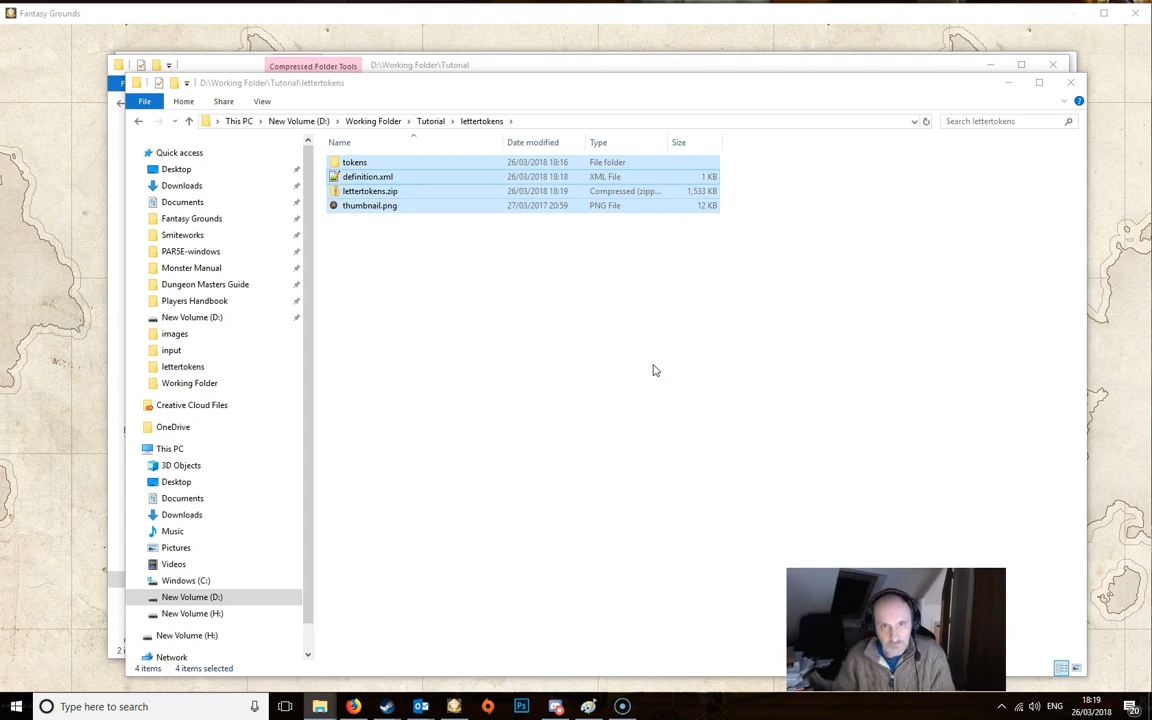 Fantasy Grounds
Compressed Folder Tools D:\Working Folder\Tutorial
D:\Working Folder\Tutorial\lettertokens
File Home Share View
This PC > New Volume (D:) > Working Folder > Tutorial > lettertokens >
Search lettertokens
Name Date modified Type Size
tokens 26/03/2018 18:16 File folder
definition.xml 26/03/2018 18:18 XML File 1 KB
lettertokens.zip 26/03/2018 18:19 Compressed (zipp... 1,533 KB
thumbnail.png 27/03/2017 20:59 PNG File 12 KB
Quick access
Desktop
Downloads
Documents
Fantasy Grounds
Smiteworks
PAR5E-windows
Monster Manual
Dungeon Masters Guide
Players Handbook
New Volume (D:)
images
input
lettertokens
Working Folder
Creative Cloud Files
OneDrive
This PC
3D Objects
Desktop
Documents
Downloads
Music
Pictures
Videos
Windows (C:)
New Volume (D:)
New Volume (H:)
New Volume (H:)
Network
4 items 4 items selected
Type here to search
Ps
18:19
26/03/2018
20